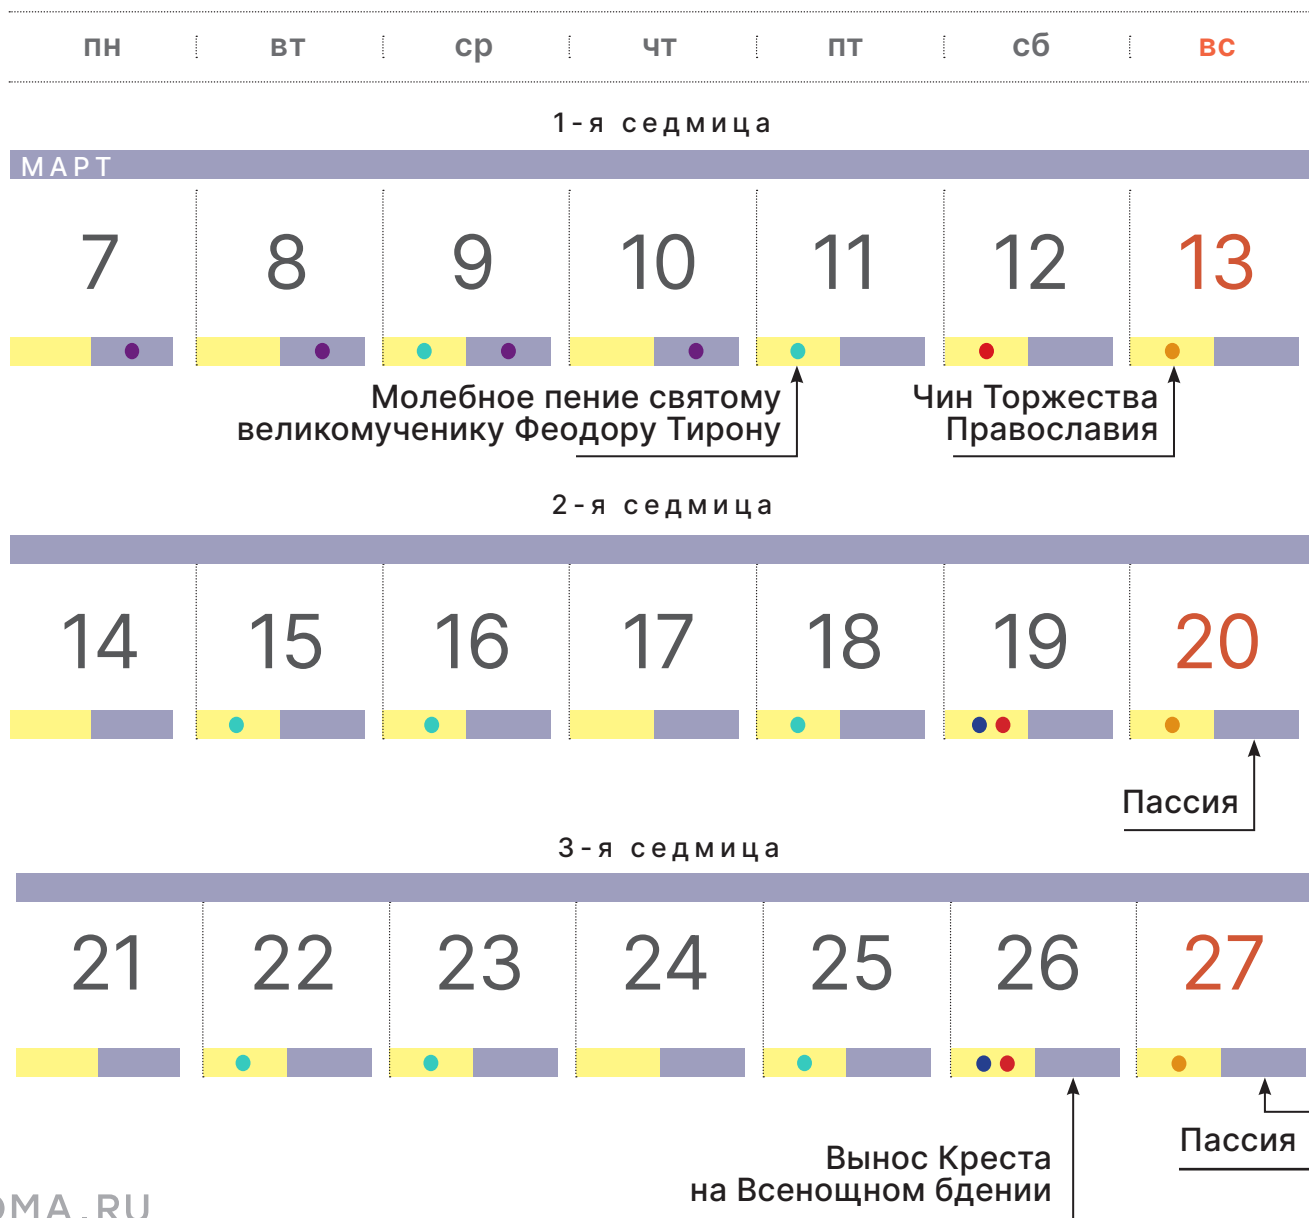 пн вт ср чт пт сб вс
1-я седмица
МАРТ
7 8 9 10 11 12 13
Молебное пение святому
великомученику Феодору Тирону
Чин Торжества
Православия
2-я седмица
14 15 16 17 18 19 20
Пассия
3-я седмица
21 22 23 24 25 26 27
Пассия
Вынос Креста
на Всенощном бдении
OMA.RU